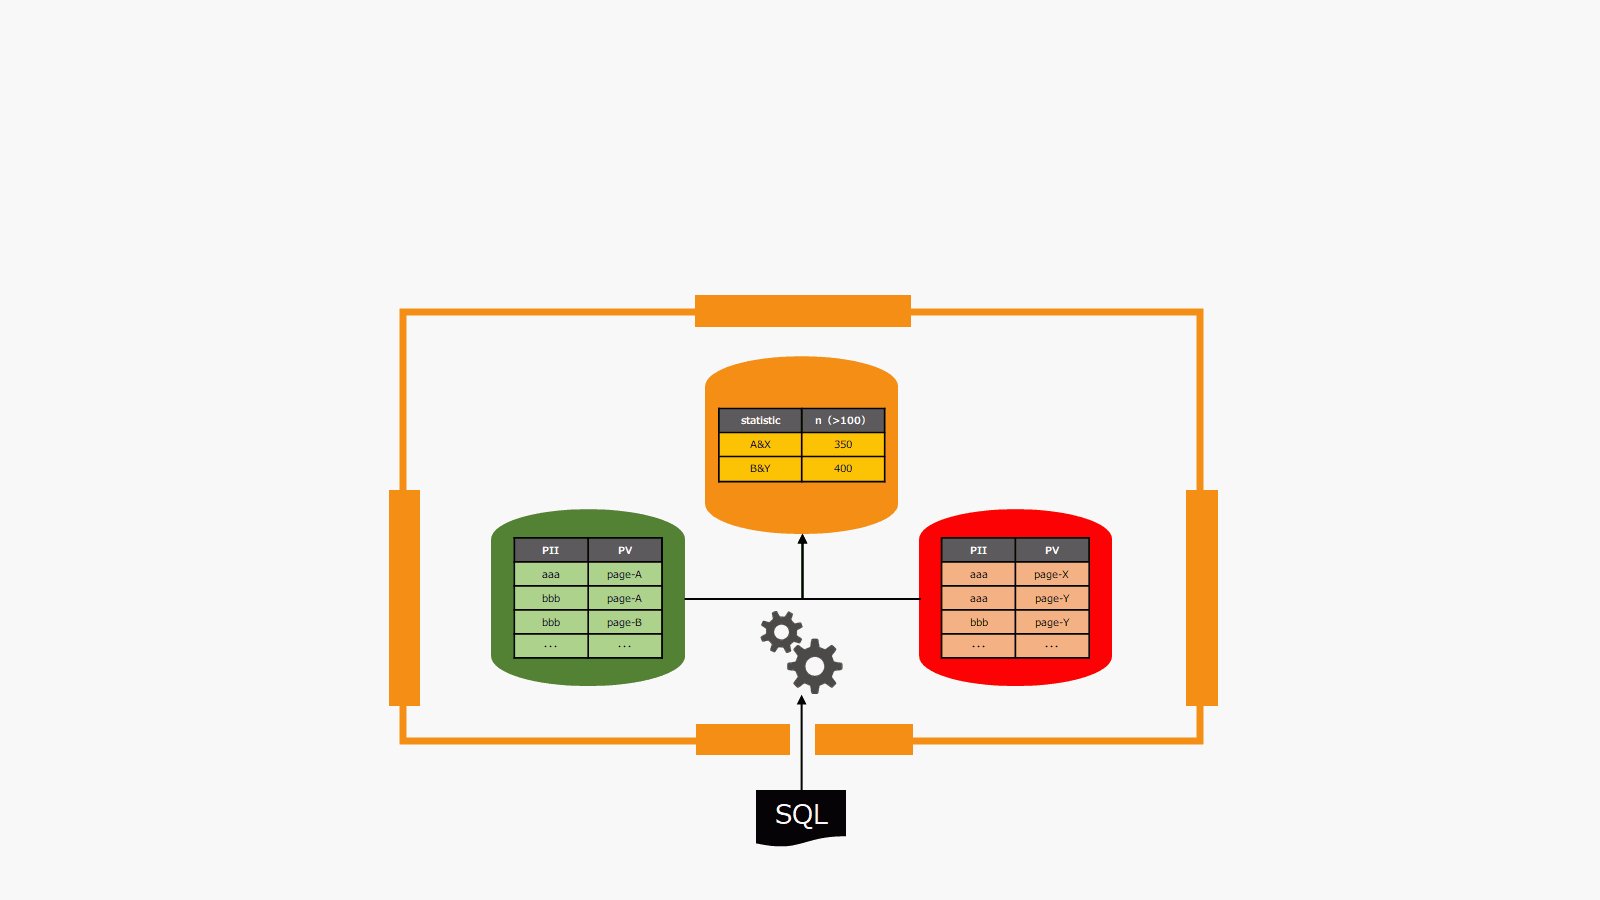 statistic n（>100）
A&X 350
B&Y 400
PII PV
aaa page-A
bbb page-A
bbb page-B
… …
PII PV
aaa page-X
aaa page-Y
bbb page-Y
… …
SQL